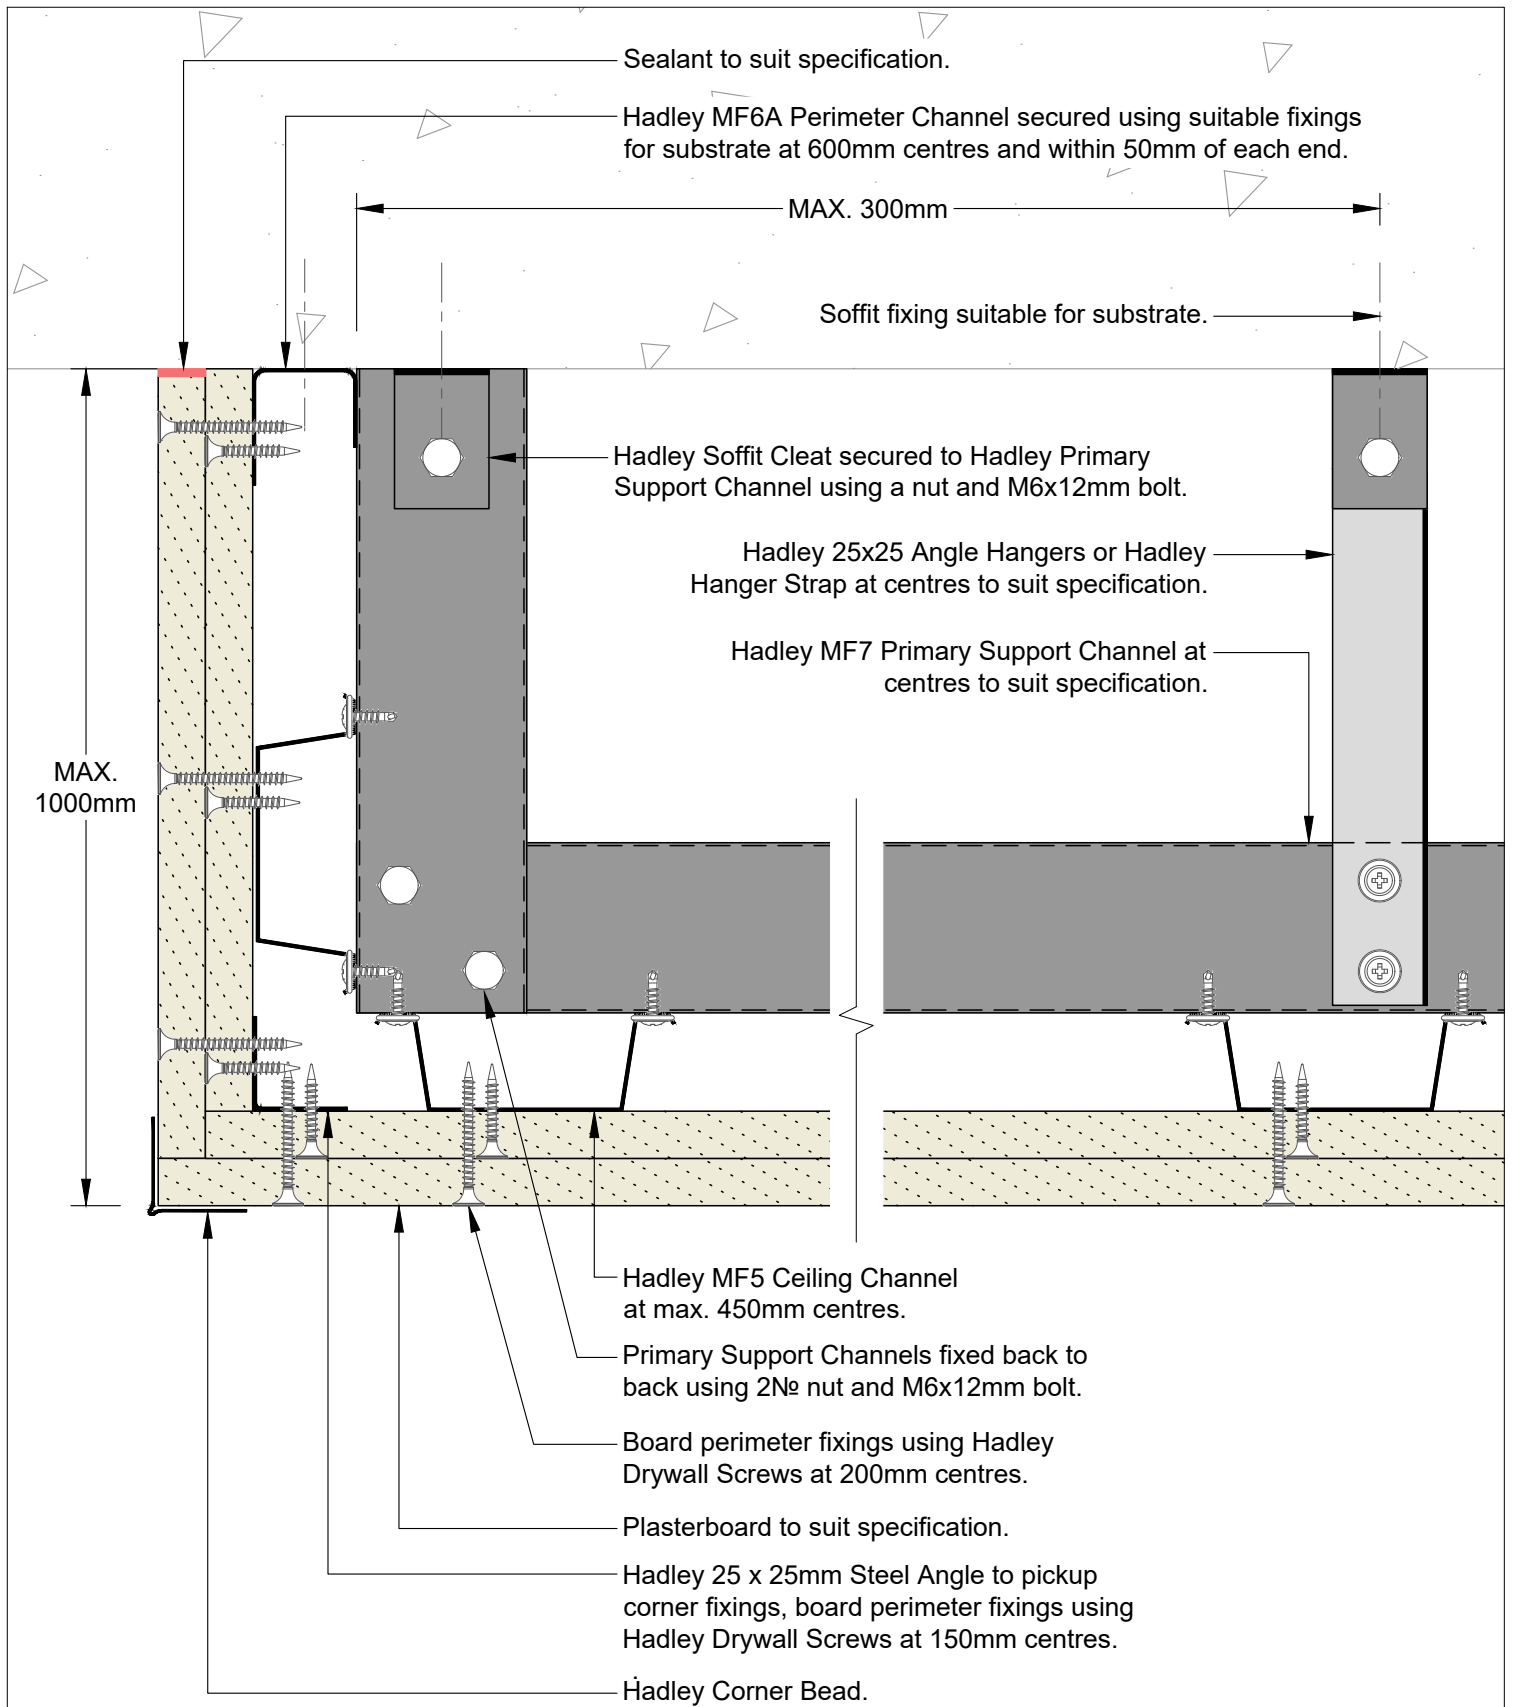 Sealant to suit specification.
Hadley MF6A Perimeter Channel secured using suitable fixings
for substrate at 600mm centres and within 50mm of each end.
MAX. 300mm
Soffit fixing suitable for substrate.
Hadley Soffit Cleat secured to Hadley Primary
Support Channel using a nut and M6x12mm bolt.
Hadley 25x25 Angle Hangers or Hadley
Hanger Strap at centres to suit specification.
Hadley MF7 Primary Support Channel at
centres to suit specification.
MAX.
1000mm
Hadley MF5 Ceiling Channel
at max. 450mm centres.
Primary Support Channels fixed back to
back using 2№ nut and M6x12mm bolt.
Board perimeter fixings using Hadley
Drywall Screws at 200mm centres.
Plasterboard to suit specification.
Hadley 25 x 25mm Steel Angle to pickup
corner fixings, board perimeter fixings using
Hadley Drywall Screws at 150mm centres.
Hadley Corner Bead.